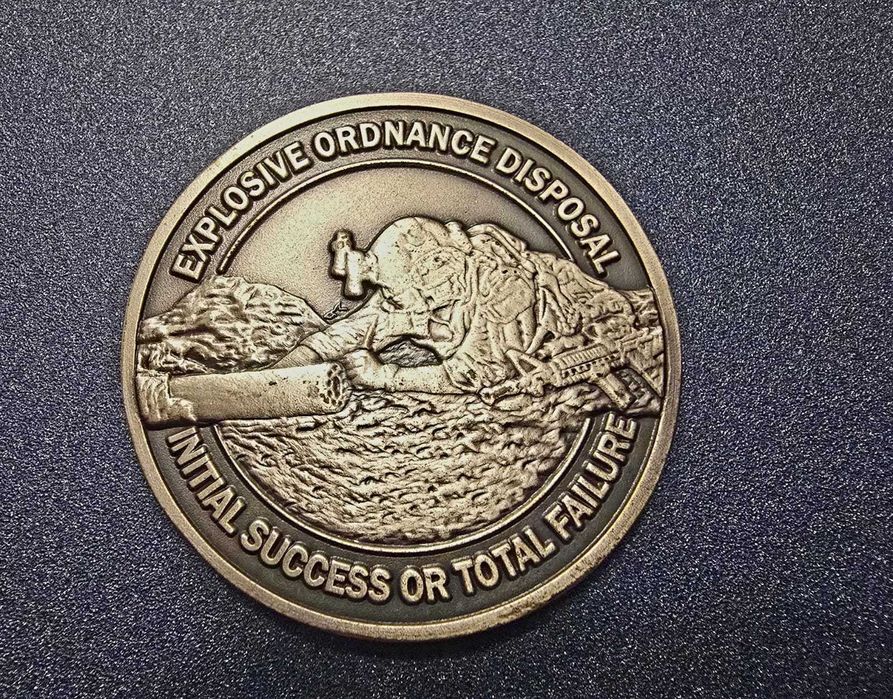 EXPLOSIVE ORDNANCE DISPOSAL
INITIAL SUCCESS OR TOTAL FAILURE